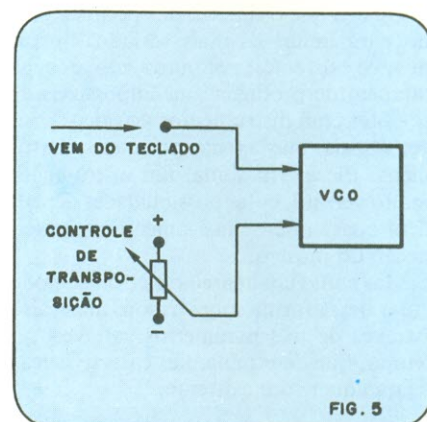 VEM DO TECLADO
VCO
CONTROLE
DE
TRANSPO-
SIÇÃO
+
−
FIG. 5